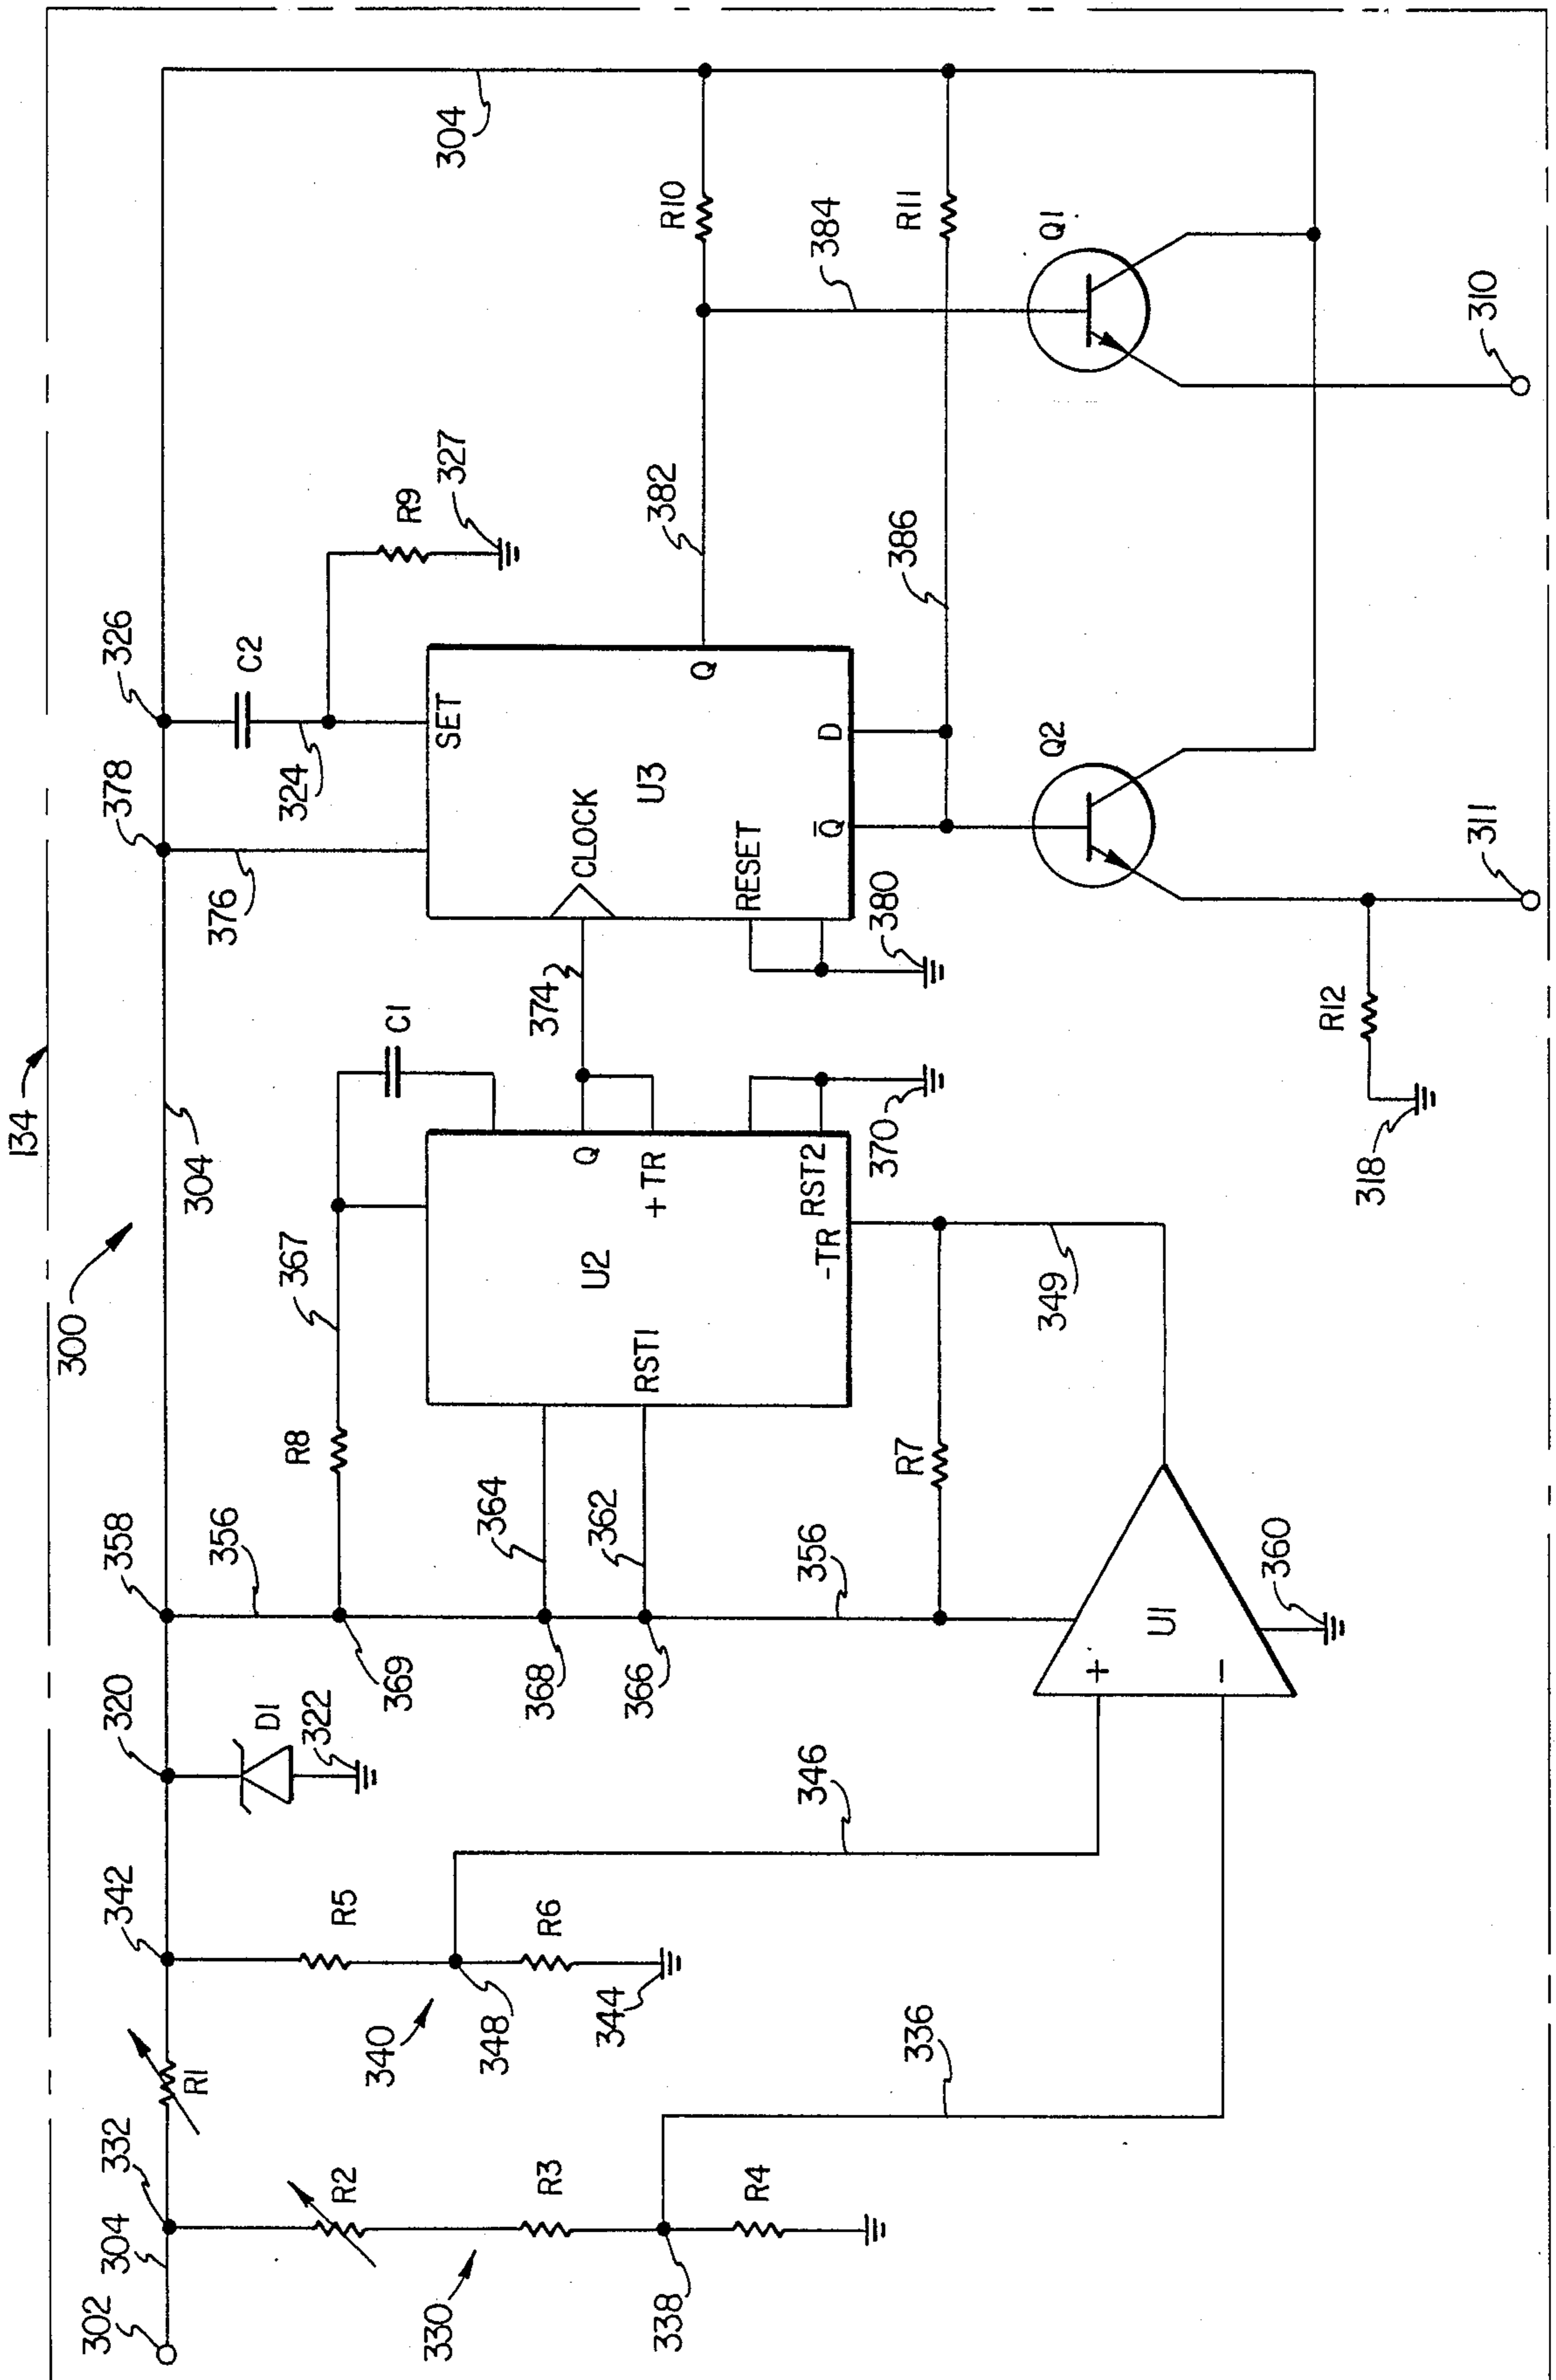 134
300
302
304
332
R1
342
320
358
304
378
326
304
R2
R3
330
338
R4
R5
340
348
R6
344
D1
322
356
369
R8
367
C1
376
324
C2
R9
327
368
364
366
362
RST1
U2
Q
+TR
RST2
-TR
370
374
CLOCK
SET
U3
Q
RESET
Q̅
D
380
382
R10
384
386
R11
346
336
356
R7
349
+
-
U1
360
Q2
Q1
R12
318
311
310